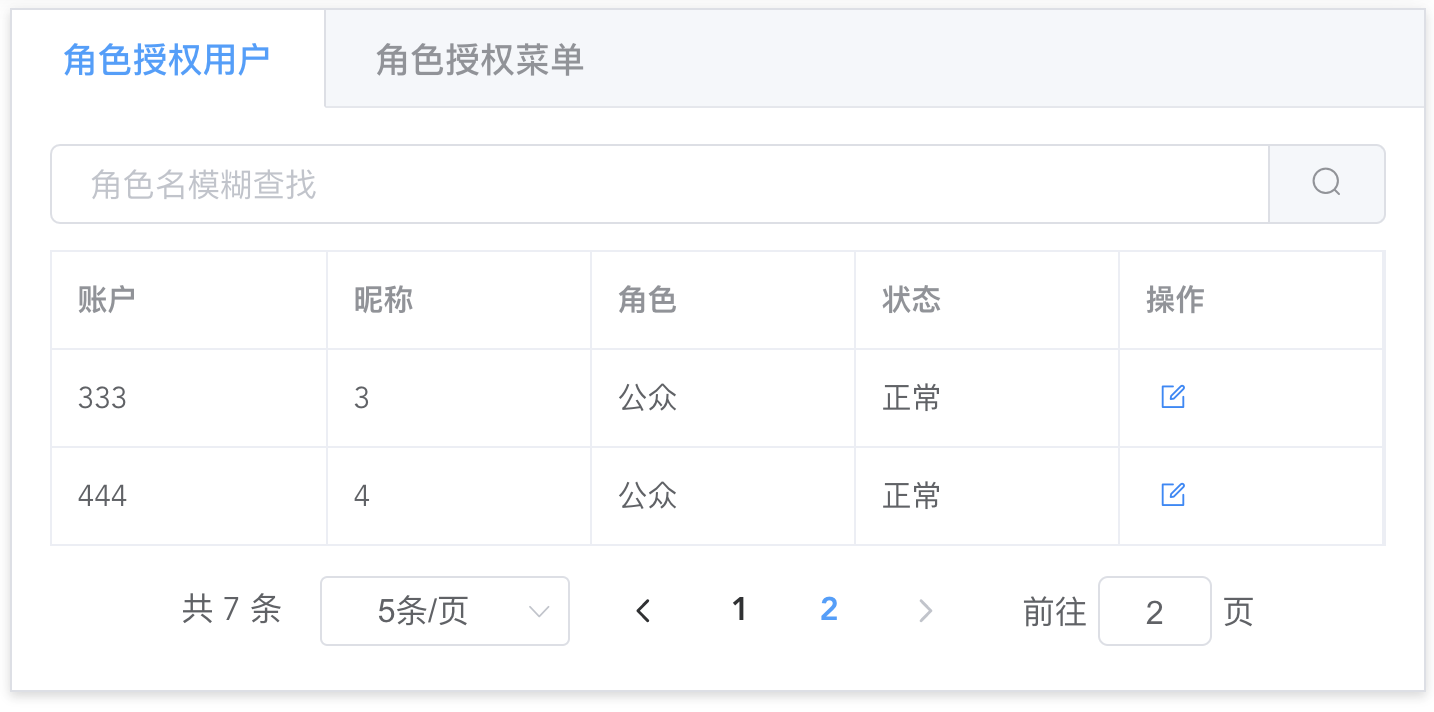 角色授权用户 角色授权菜单
角色名模糊查找
账户 昵称 角色 状态 操作
333 3 公众 正常
444 4 公众 正常
共 7 条 5条/页 1 2 前往 2 页